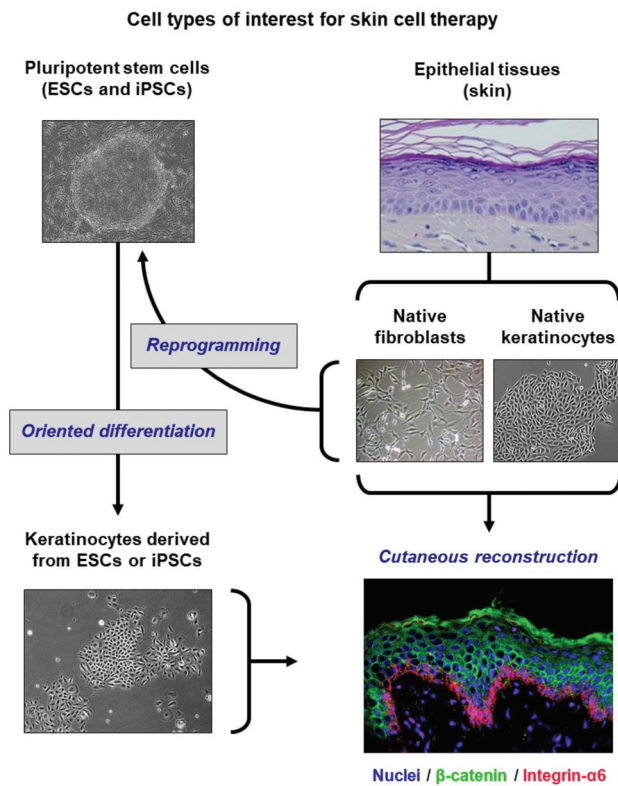 Cell types of interest for skin cell therapy
Pluripotent stem cells
(ESCs and iPSCs)
Epithelial tissues
(skin)
Native
fibroblasts
Native
keratinocytes
Reprogramming
Oriented differentiation
Keratinocytes derived
from ESCs or iPSCs
Cutaneous reconstruction
Nuclei / β-catenin / Integrin-α6